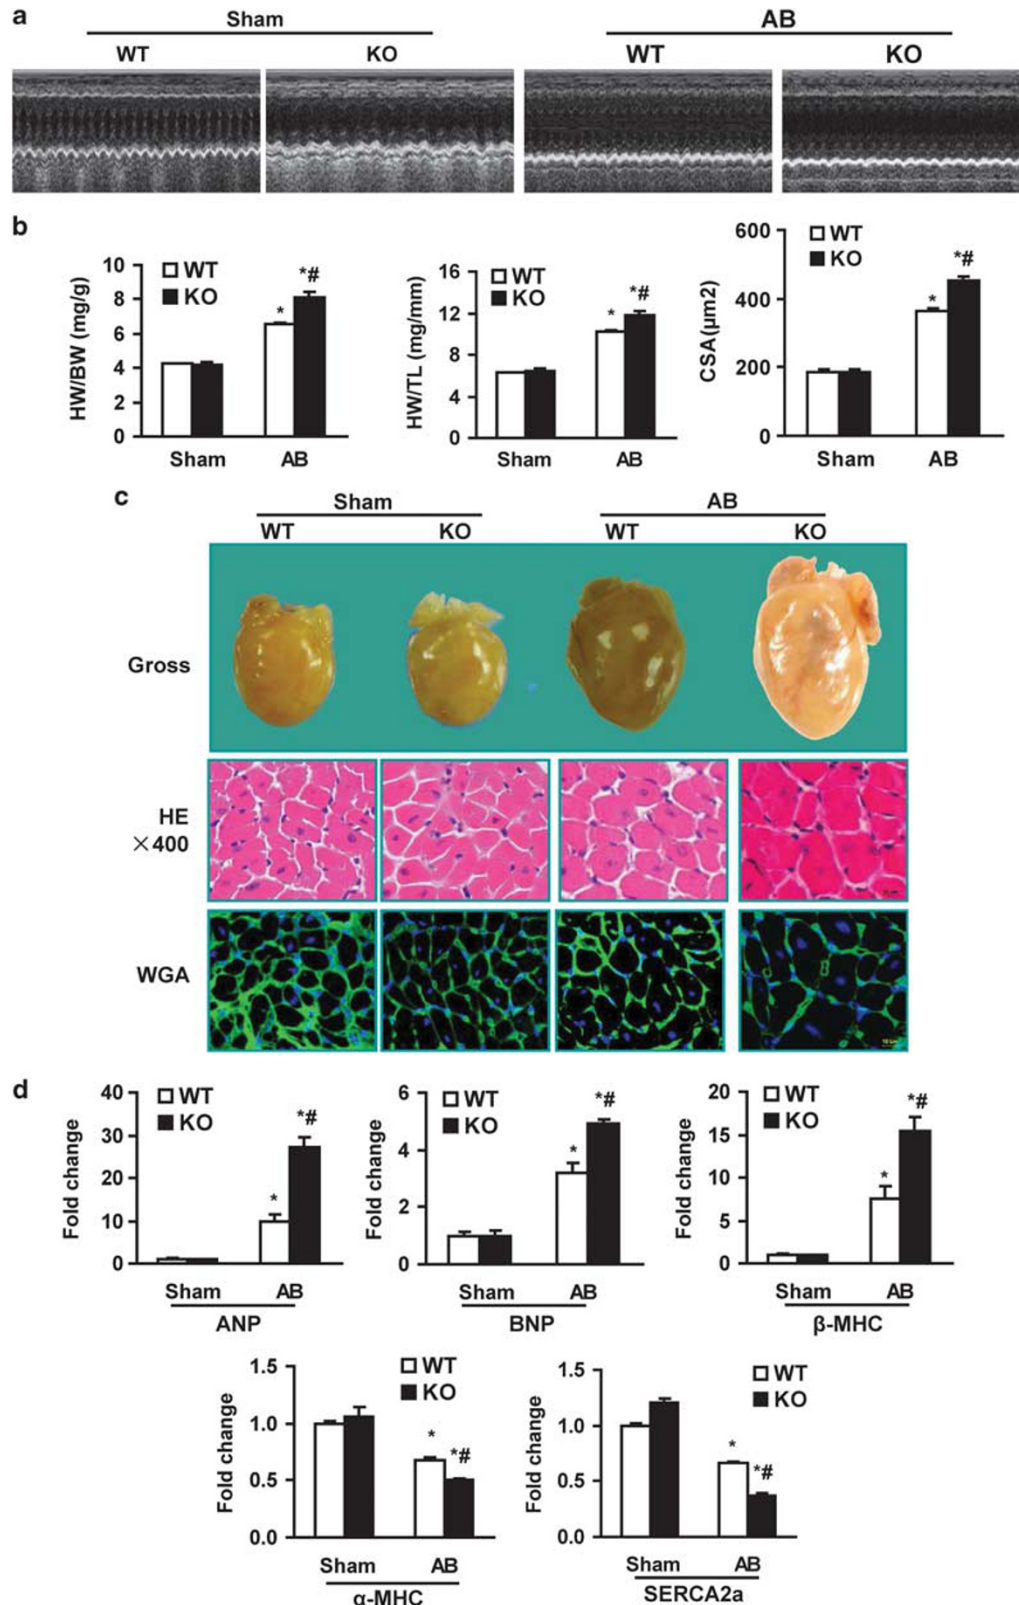 a
Sham
AB
WT
KO
WT
KO
b
HW/BW (mg/g)
10
8
6
4
2
0
WT
KO
*
*#
Sham
AB
HW/TL (mg/mm)
16
12
8
4
0
WT
KO
*
*#
Sham
AB
CSA(μm2)
600
400
200
0
WT
KO
*
*#
Sham
AB
c
Sham
AB
WT
KO
WT
KO
Gross
HE
×400
WGA
d
Fold change
40
30
20
10
0
WT
KO
*
*#
Sham
AB
ANP
Fold change
6
4
2
0
WT
KO
*
*#
Sham
AB
BNP
Fold change
20
15
10
5
0
WT
KO
*
*#
Sham
AB
β-MHC
Fold change
1.5
1.0
0.5
0.0
WT
KO
*
*#
Sham
AB
α-MHC
Fold change
1.5
1.0
0.5
0.0
WT
KO
*
*#
Sham
AB
SERCA2a